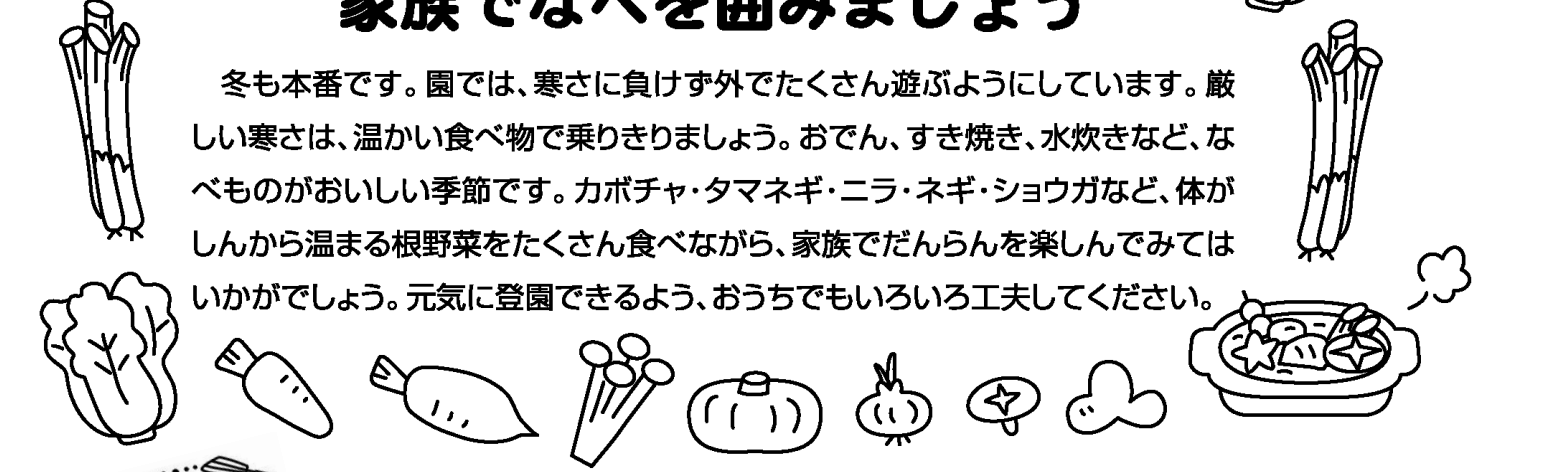 家族でなべを囲みましょう
冬も本番です。園では、寒さに負けず外でたくさん遊ぶようにしています。厳
しい寒さは、温かい食べ物で乗りきりましょう。おでん、すき焼き、水炊きなど、な
べものがおいしい季節です。カボチャ・タマネギ・ニラ・ネギ・ショウガなど、体が
しんから温まる根野菜をたくさん食べながら、家族でだんらんを楽しんでみては
いかがでしょう。元気に登園できるよう、おうちでもいろいろ工夫してください。